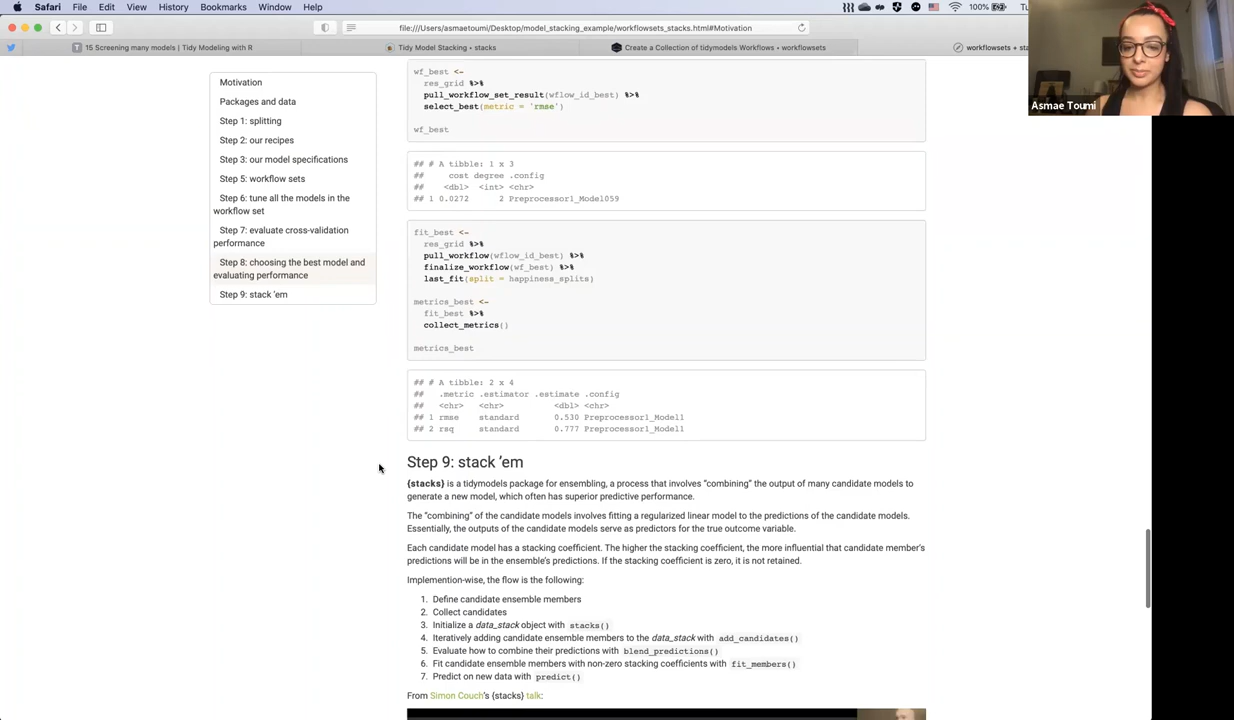 Safari File Edit View History Bookmarks Window Help 100% Tu
file:///Users/asmaetoumi/Desktop/model_stacking_example/workflowsets_stacks.html#Motivation
15 Screening many models | Tidy Modeling with R
Tidy Model Stacking • stacks
Create a Collection of tidymodels Workflows • workflowsets
workflowsets + sta
Asmae Toumi
Motivation
Packages and data
Step 1: splitting
Step 2: our recipes
Step 3: our model specifications
Step 5: workflow sets
Step 6: tune all the models in the
workflow set
Step 7: evaluate cross-validation
performance
Step 8: choosing the best model and
evaluating performance
Step 9: stack 'em
wf_best <-
res_grid %>%
pull_workflow_set_result(wflow_id_best) %>%
select_best(metric = 'rmse')
wf_best
## # A tibble: 1 x 3
## cost degree .config
## <dbl> <int> <chr>
## 1 0.0272 2 Preprocessor1_Model059
fit_best <-
res_grid %>%
pull_workflow(wflow_id_best) %>%
finalize_workflow(wf_best) %>%
last_fit(split = happiness_splits)
metrics_best <-
fit_best %>%
collect_metrics()
metrics_best
## # A tibble: 2 x 4
## .metric .estimator .estimate .config
## <chr> <chr> <dbl> <chr>
## 1 rmse standard 0.530 Preprocessor1_Model1
## 2 rsq standard 0.777 Preprocessor1_Model1
Step 9: stack 'em
{stacks} is a tidymodels package for ensembling, a process that involves "combining" the output of many candidate models to
generate a new model, which often has superior predictive performance.
The "combining" of the candidate models involves fitting a regularized linear model to the predictions of the candidate models.
Essentially, the outputs of the candidate models serve as predictors for the true outcome variable.
Each candidate model has a stacking coefficient. The higher the stacking coefficient, the more influential that candidate member's
predictions will be in the ensemble's predictions. If the stacking coefficient is zero, it is not retained.
Implemention-wise, the flow is the following:
1. Define candidate ensemble members
2. Collect candidates
3. Initialize a data_stack object with stacks()
4. Iteratively adding candidate ensemble members to the data_stack with add_candidates()
5. Evaluate how to combine their predictions with blend_predictions()
6. Fit candidate ensemble members with non-zero stacking coefficients with fit_members()
7. Predict on new data with predict()
From Simon Couch's {stacks} talk: